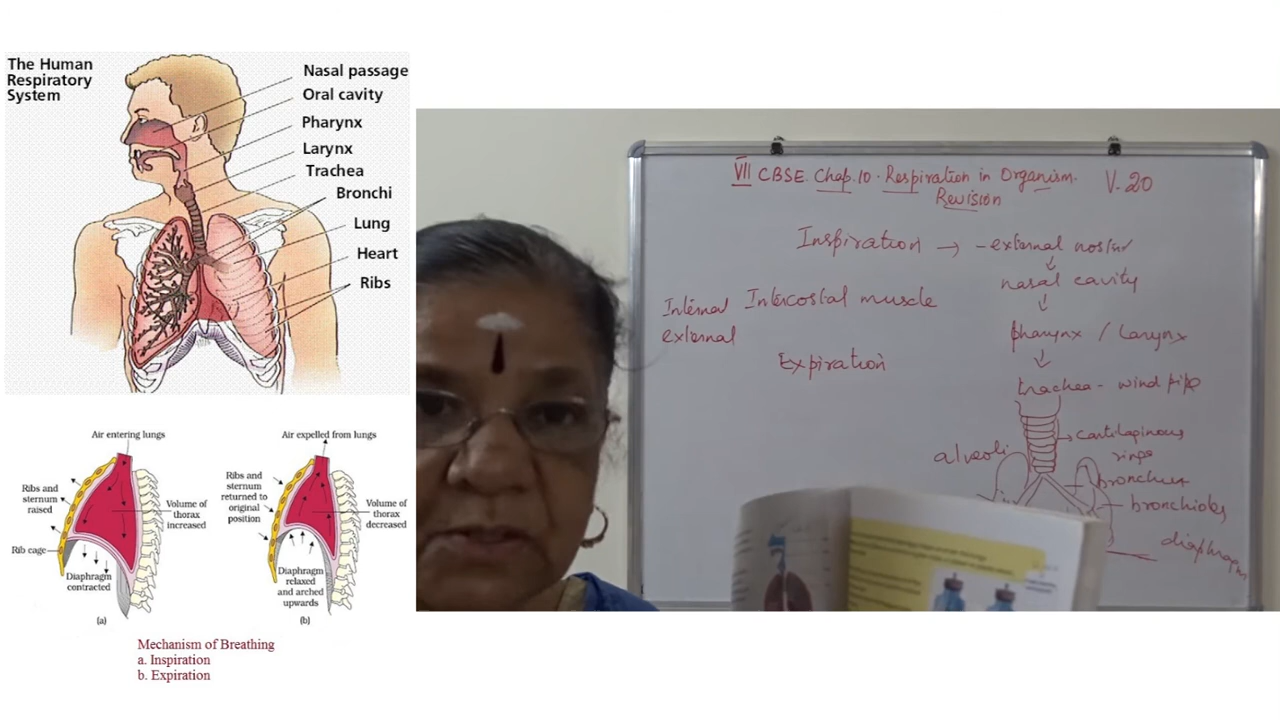 The Human
Respiratory
System
Nasal passage
Oral cavity
Pharynx
Larynx
Trachea
Bronchi
Lung
Heart
Ribs
Air entering lungs
Ribs and
sternum
raised
Volume of
thorax
increased
Rib cage
Diaphragm
contracted
(a)
Air expelled from lungs
Ribs and
sternum
returned to
original
position
Volume of
thorax
decreased
Diaphragm
relaxed
and arched
upwards
(b)
Mechanism of Breathing
a. Inspiration
b. Expiration
VII CBSE. Chap.10. Respiration in Organism.
Revision
V-20
Inspiration → - external
↓
nasal cavity
↓
pharynx / Larynx
↓
trachea - wind pipe
Internal Intercostal muscle
external
Expiration
alveoli
bronchus
diaphragm